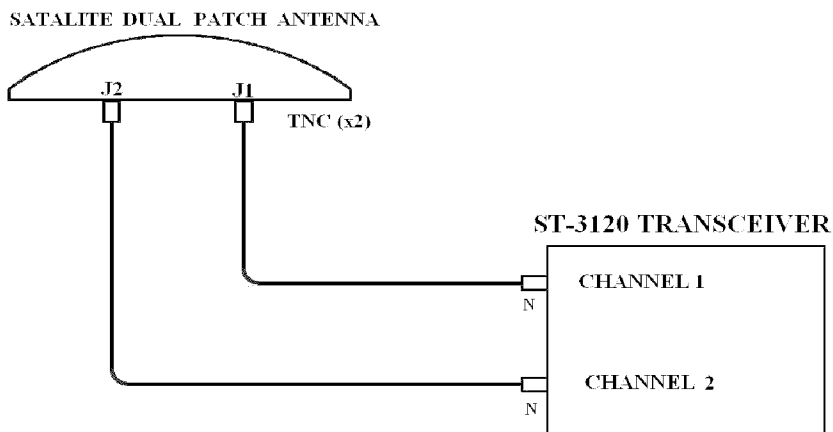 SATALITE DUAL PATCH ANTENNA
J2 J1
TNC (x2)
ST-3120 TRANSCEIVER
CHANNEL 1
N
CHANNEL 2
N